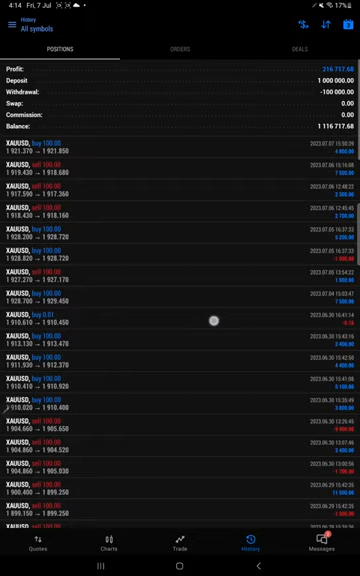 4:14 Fri, 7 Jul 17%
History
All symbols
POSITIONS ORDERS DEALS
Profit: 216 717.68
Deposit 1 000 000.00
Withdrawal: -100 000.00
Swap: 0.00
Commission: 0.00
Balance: 1 116 717.68
XAUUSD, buy 100.00 2023.07.07 15:50:39
1 921.370 → 1 921.850 4 800.00
XAUUSD, sell 100.00 2023.07.06 15:16:08
1 919.430 → 1 918.680 7 500.00
XAUUSD, sell 100.00 2023.07.06 12:48:22
1 917.590 → 1 917.360 2 300.00
XAUUSD, sell 100.00 2023.07.06 12:45:45
1 918.430 → 1 918.160 2 700.00
XAUUSD, buy 100.00 2023.07.05 16:37:33
1 928.200 → 1 928.720 5 200.00
XAUUSD, buy 100.00 2023.07.05 16:37:33
1 928.820 → 1 928.720 -1 000.00
XAUUSD, sell 100.00 2023.07.05 13:54:22
1 927.270 → 1 927.170 1 000.00
XAUUSD, buy 100.00 2023.07.04 15:03:47
1 928.700 → 1 929.450 7 500.00
XAUUSD, buy 0.01 2023.06.30 16:41:14
1 910.610 → 1 910.450 -0.16
XAUUSD, buy 100.00 2023.06.30 15:43:16
1 913.130 → 1 913.470 3 400.00
XAUUSD, buy 100.00 2023.06.30 15:42:50
1 911.930 → 1 912.370 4 400.00
XAUUSD, buy 100.00 2023.06.30 15:41:08
1 910.410 → 1 910.920 5 100.00
XAUUSD, buy 100.00 2023.06.30 15:35:49
1 910.020 → 1 910.400 3 800.00
XAUUSD, sell 100.00 2023.06.30 13:26:45
1 904.660 → 1 905.650 -9 900.00
XAUUSD, sell 100.00 2023.06.30 13:07:46
1 904.860 → 1 904.520 3 400.00
XAUUSD, sell 100.00 2023.06.30 13:00:56
1 904.860 → 1 905.030 -1 700.00
XAUUSD, sell 100.00 2023.06.29 15:42:35
1 900.400 → 1 899.250 11 500.00
XAUUSD, sell 100.00 2023.06.29 15:42:35
1 899.150 → 1 899.250 -1 000.00
XAUUSD, sell 100.00
Quotes Charts Trade History Messages